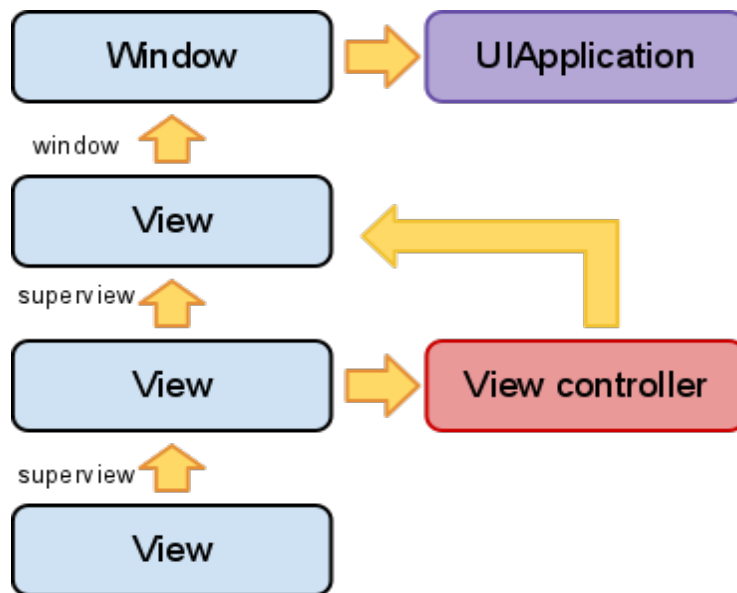 Window
UIApplication
window
View
superview
View
View controller
superview
View